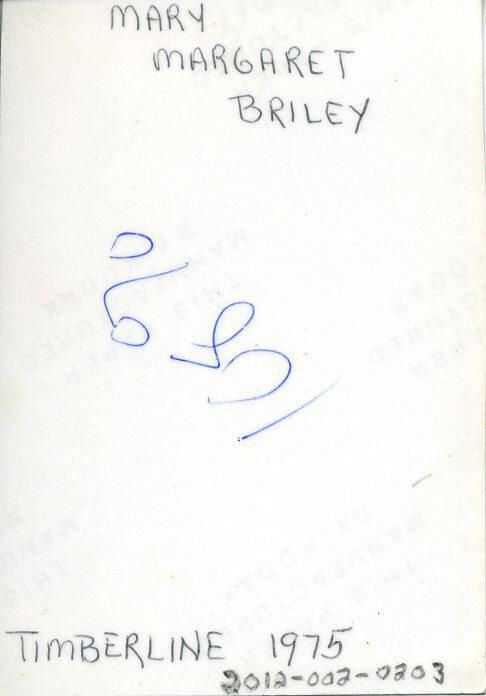 MARY
MARGARET
BRILEY
TIMBERLINE 1975
2012-002-0203